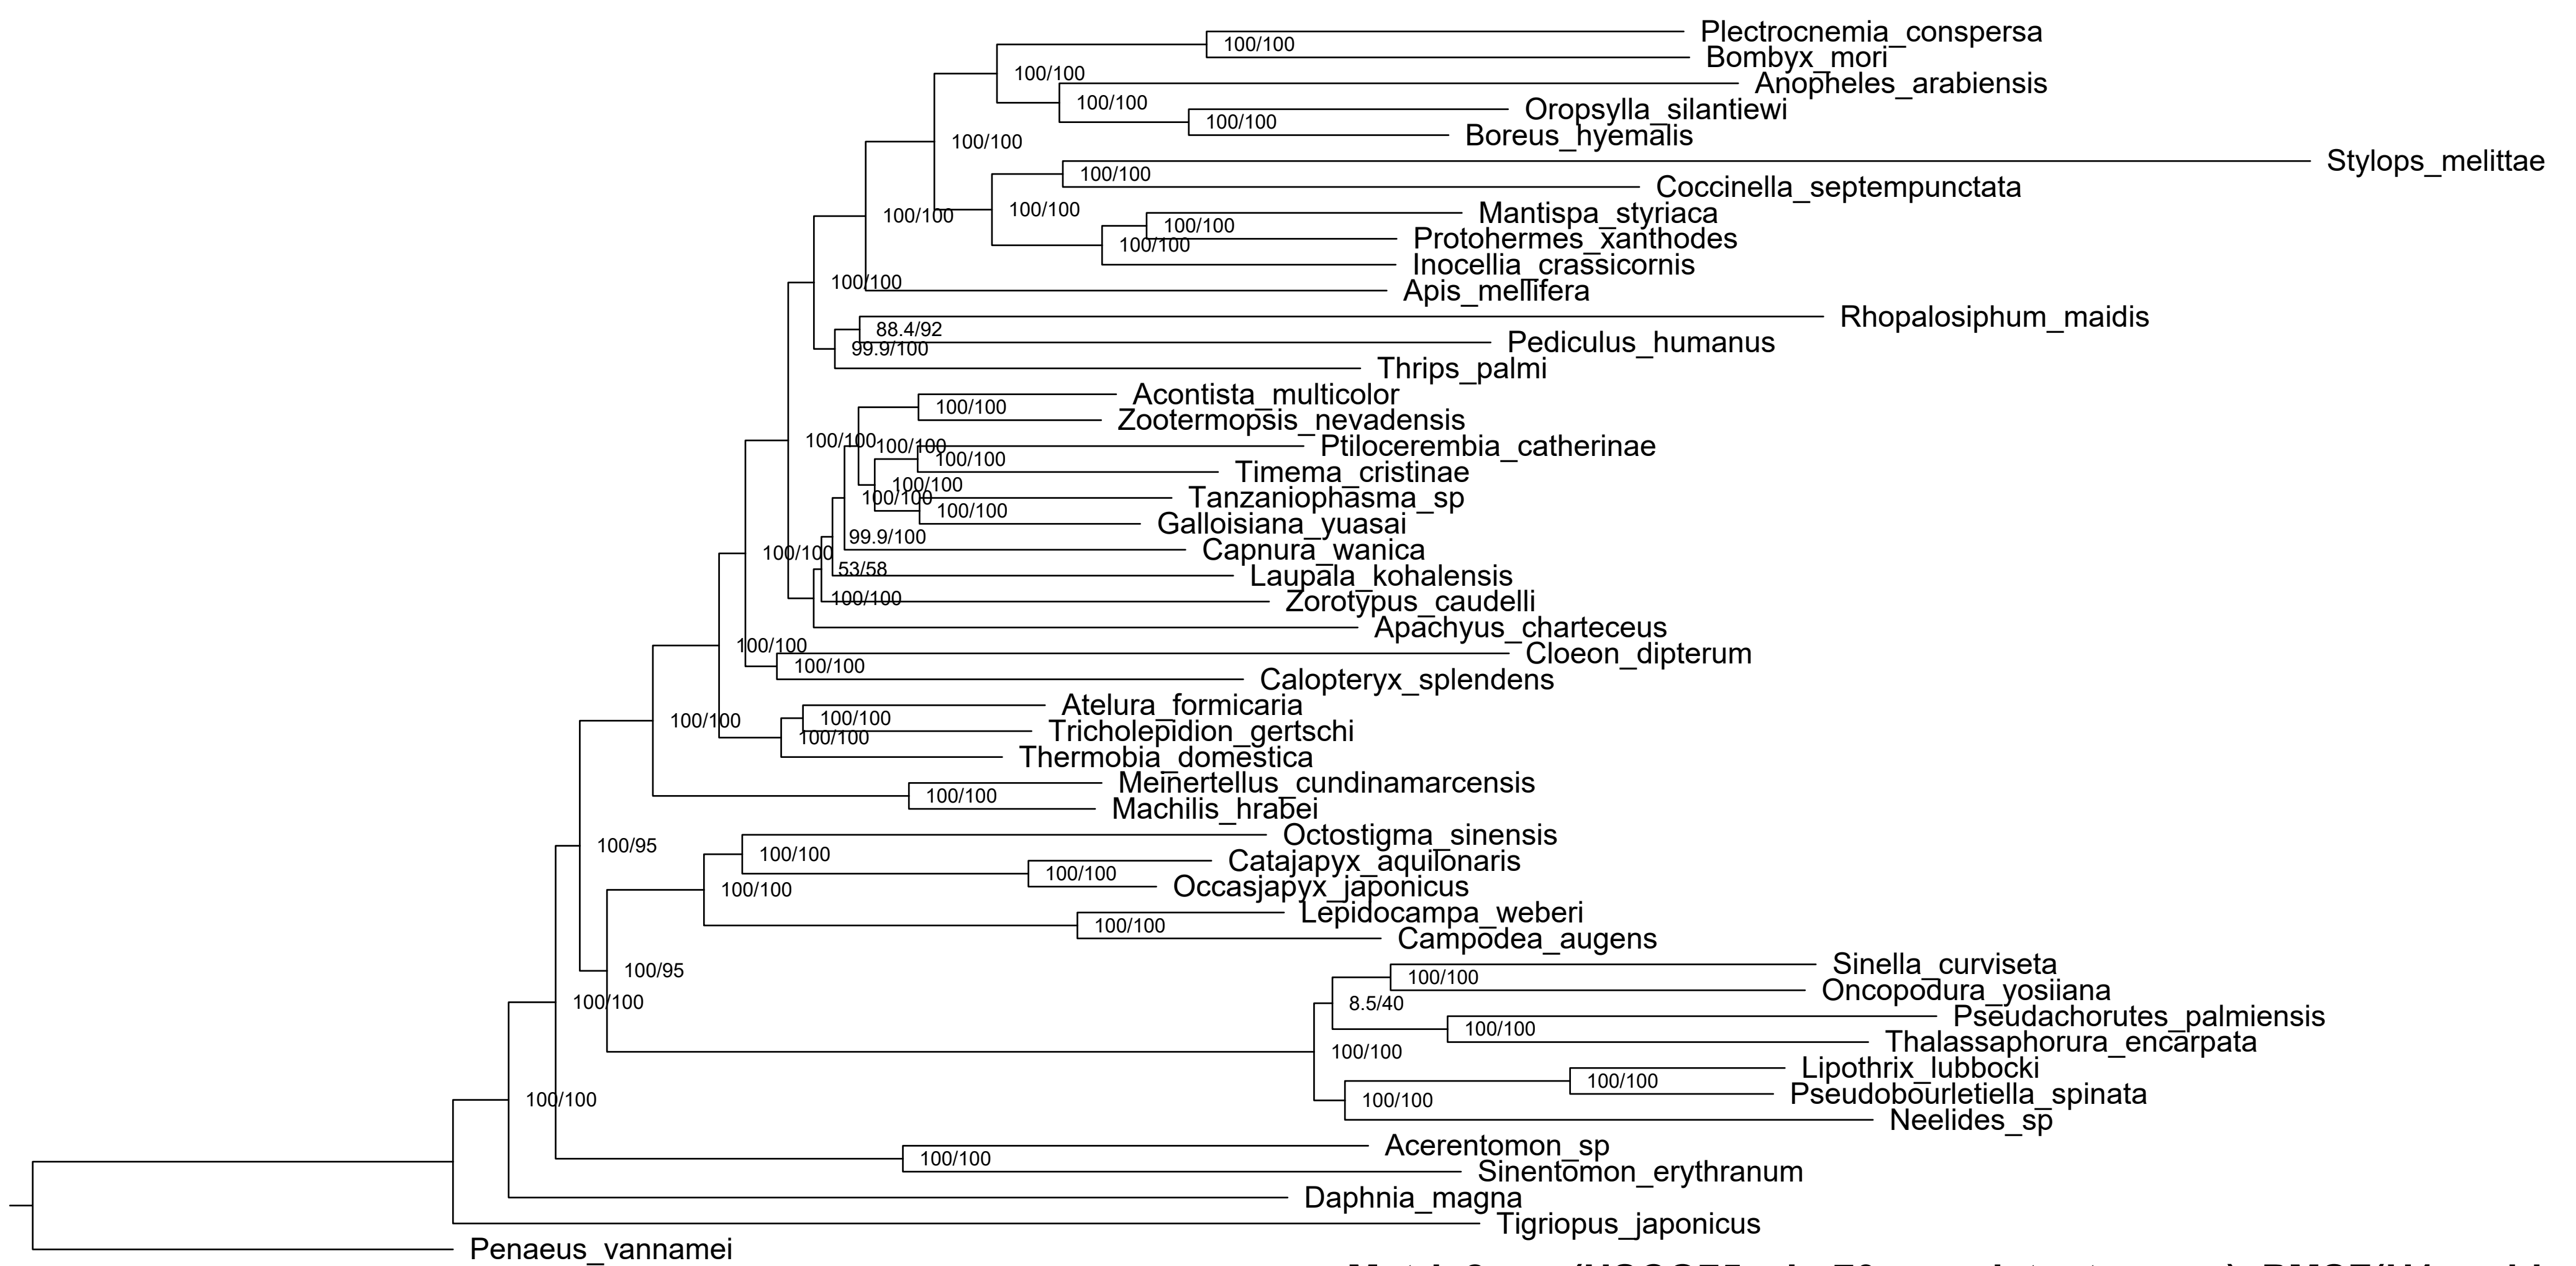 Plectrocnemia_conspersa
100/100
Bombyx_mori
100/100
Anopheles_arabiensis
100/100
Oropsylla_silantiewi
100/100
Boreus_hyemalis
100/100
Stylops_melittae
100/100
Coccinella_septempunctata
100/100
100/100
Mantispa_styriaca
100/100
Protohermes_xanthodes
100/100
Inocellia_crassicornis
100/100
Apis_mellifera
Rhopalosiphum_maidis
88.4/92
Pediculus_humanus
99.9/100
Thrips_palmi
Acontista_multicolor
100/100
Zootermopsis_nevadensis
100/100
100/100
Ptilocerembia_catherinae
100/100
Timema_cristinae
100/100
100/100
Tanzaniophasma_sp
100/100
Galloisiana_yuasai
99.9/100
Capnura_wanica
100/100
53/58
Laupala_kohalensis
100/100
Zorotypus_caudelli
Apachyus_charteceus
100/100
Cloeon_dipterum
100/100
Calopteryx_splendens
Atelura_formicaria
100/100
100/100
Tricholepidion_gertschi
100/100
Thermobia_domestica
Meinertellus_cundinamarcensis
100/100
Machilis_hrabei
Octostigma_sinensis
100/95
100/100
Catajapyx_aquilonaris
100/100
Occasjapyx_japonicus
100/100
Lepidocampa_weberi
100/100
Campodea_augens
Sinella_curviseta
100/95
100/100
Oncopodura_yosiiana
100/100
8.5/40
Pseudachorutes_palmiensis
100/100
Thalassaphorura_encarpata
100/100
Lipothrix_lubbocki
100/100
Pseudobourletiella_spinata
100/100
100/100
Neelides_sp
Acerentomon_sp
100/100
Sinentomon_erythranum
Daphnia_magna
Tigriopus_japonicus
Penaeus_vannamei